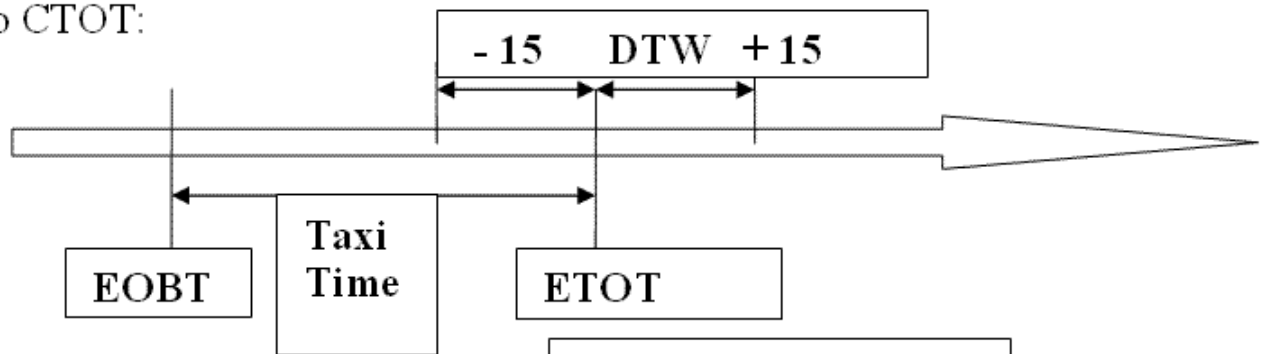 CTOT:
- 15 DTW + 15
Taxi
Time
EOBT
ETOT